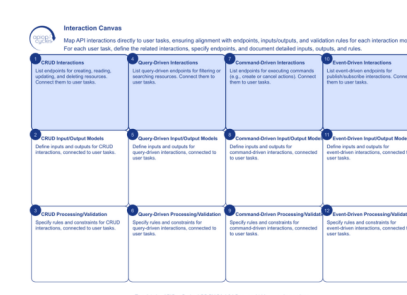 Interaction Canvas
Map API interactions directly to user tasks, ensuring alignment with endpoints, inputs/outputs, and validation rules for each interaction mo
For each user task, define the related interactions, specify endpoints, and document detailed inputs, outputs, and rules.
1 CRUD Interactions
List endpoints for creating, reading,
updating, and deleting resources.
Connect them to user tasks.
4 Query-Driven Interactions
List query-driven endpoints for filtering or
searching resources. Connect them to
user tasks.
7 Command-Driven Interactions
List endpoints for executing commands
(e.g., create or cancel actions). Connect
them to user tasks.
10 Event-Driven Interactions
List event-driven endpoints for
publish/subscribe interactions. Connec
them to user tasks.
2 CRUD Input/Output Models
Define inputs and outputs for CRUD
interactions, connected to user tasks.
5 Query-Driven Input/Output Models
Define inputs and outputs for
query-driven interactions, connected to
user tasks.
8 Command-Driven Input/Output Mode
Define inputs and outputs for
command-driven interactions, connected
to user tasks.
11 Event-Driven Input/Output Mode
Define inputs and outputs for
event-driven interactions, connected t
user tasks.
3 CRUD Processing/Validation
Specify rules and constraints for CRUD
interactions, connected to user tasks.
6 Query-Driven Processing/Validation
Specify rules and constraints for
query-driven interactions, connected to
user tasks.
9 Command-Driven Processing/Validati
Specify rules and constraints for
command-driven interactions, connected
to user tasks.
12 Event-Driven Processing/Validat
Specify rules and constraints for
event-driven interactions, connected t
user tasks.